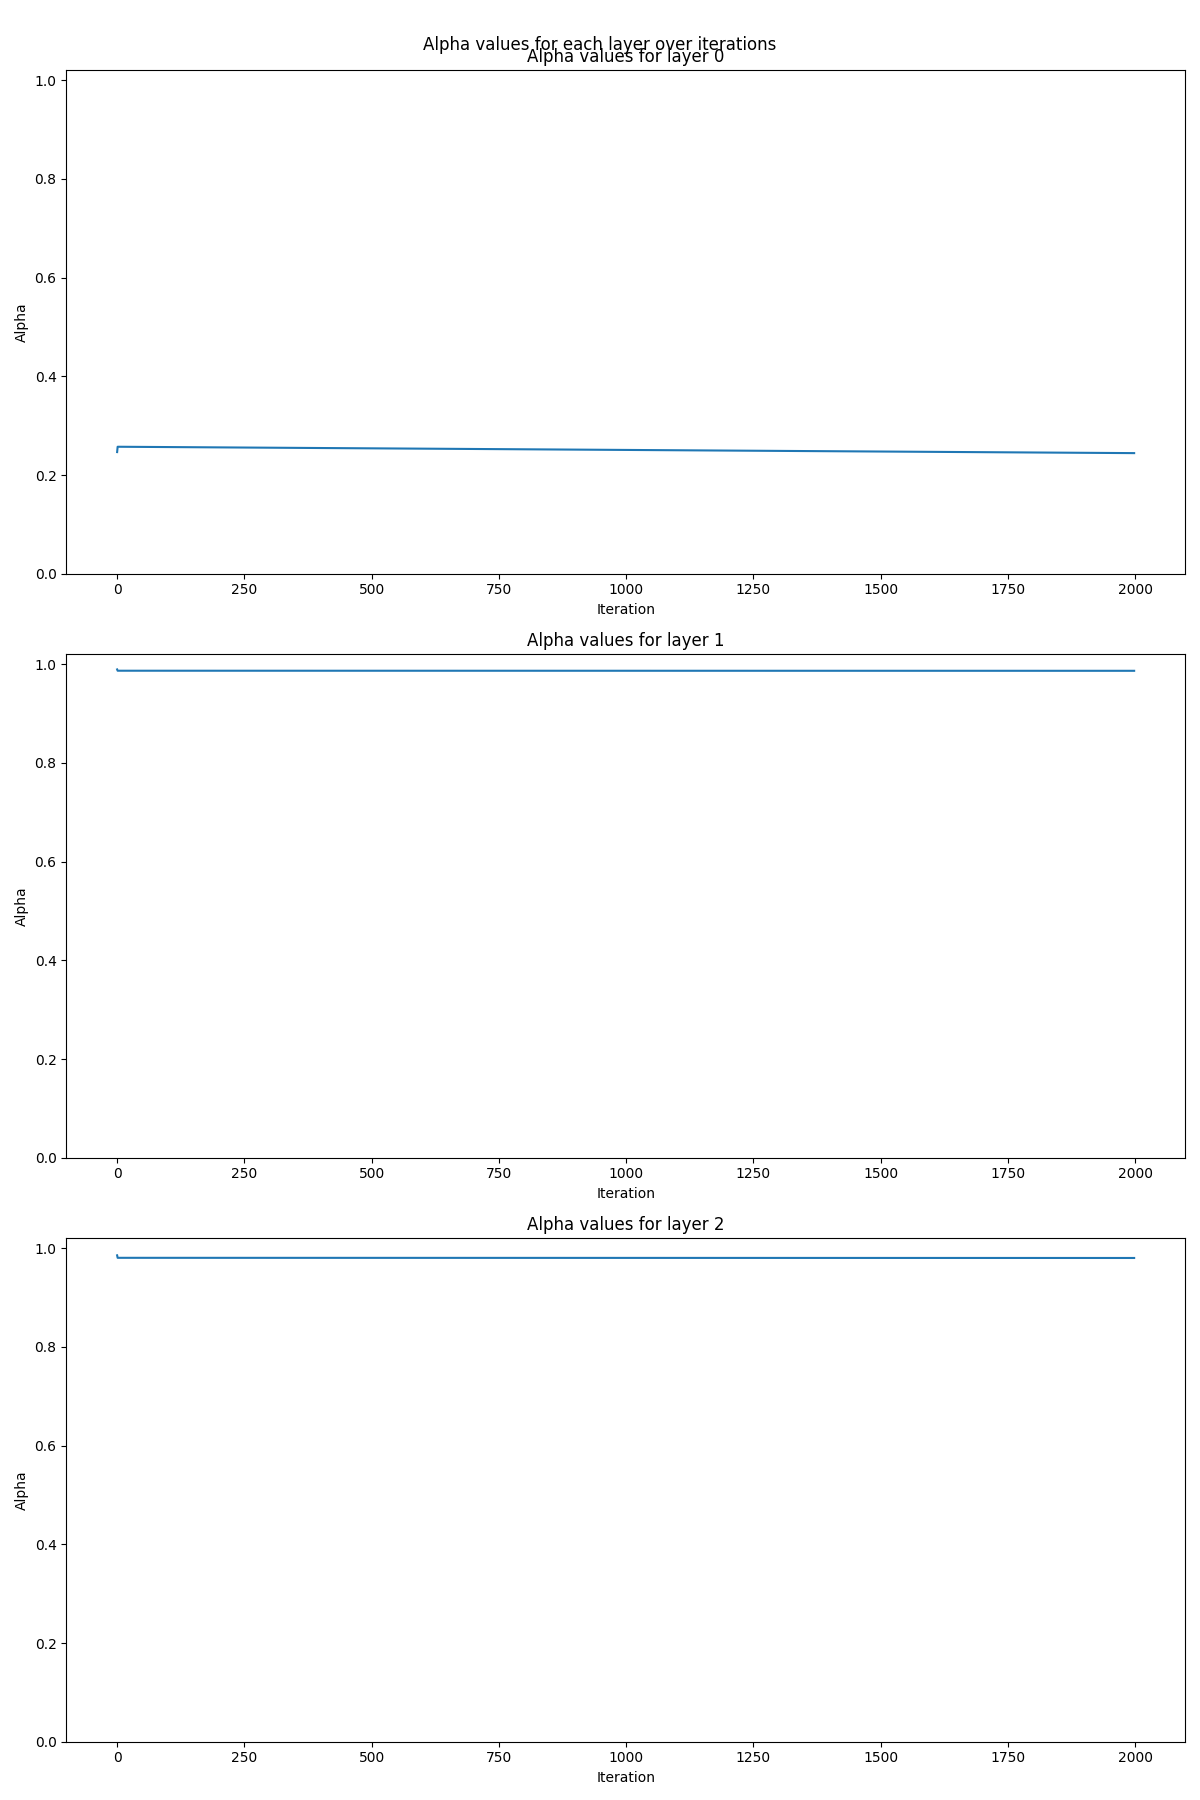 Alpha values for each layer over iterations
Alpha values for layer 0
1.0
0.8
0.6
0.4
0.2
0.0
Alpha
0 250 500 750 1000 1250 1500 1750 2000
Iteration
Alpha values for layer 1
1.0
0.8
0.6
0.4
0.2
0.0
Alpha
0 250 500 750 1000 1250 1500 1750 2000
Iteration
Alpha values for layer 2
1.0
0.8
0.6
0.4
0.2
0.0
Alpha
0 250 500 750 1000 1250 1500 1750 2000
Iteration